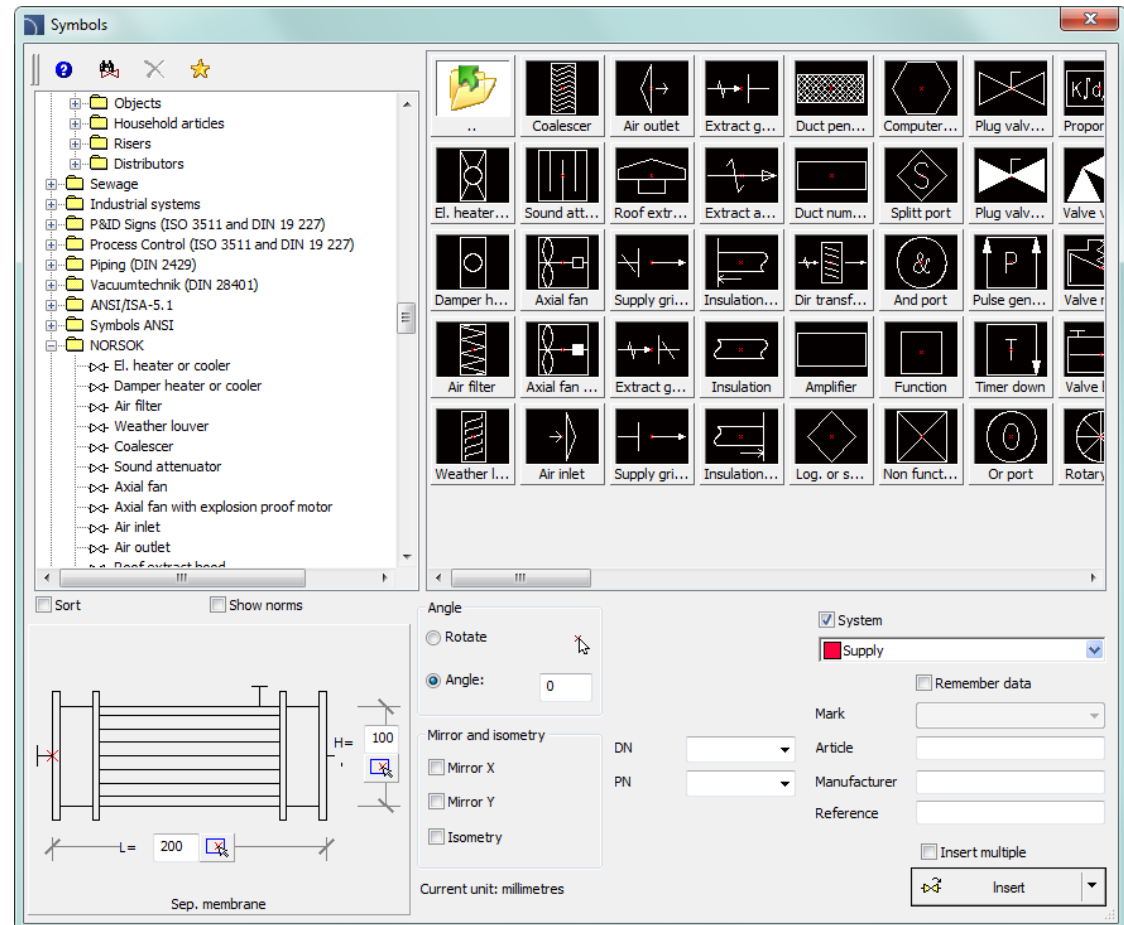 Symbols
Objects
Household articles
Risers
Distributors
Sewage
Industrial systems
P&ID Signs (ISO 3511 and DIN 19 227)
Process Control (ISO 3511 and DIN 19 227)
Piping (DIN 2429)
Vacuumtechnik (DIN 28401)
ANSI/ISA-5.1
Symbols ANSI
NORSOK
El. heater or cooler
Damper heater or cooler
Air filter
Weather louver
Coalescer
Sound attenuator
Axial fan
Axial fan with explosion proof motor
Air inlet
Air outlet
Roof extract hood
.. Coalescer Air outlet Extract g... Duct pen... Computer... Plug valv... Propor
K∫d
El. heater... Sound att... Roof extr... Extract a... Duct num... Splitt port Plug valv... Valve v
S
& P
Damper h... Axial fan Supply gri... Insulation... Dir transf... And port Pulse gen... Valve r
T
Air filter Axial fan ... Extract g... Insulation Amplifier Function Timer down Valve b
O
Weather l... Air inlet Supply gri... Insulation... Log. or s... Non funct... Or port Rotary
Sort Show norms
H= 100
L= 200
Sep. membrane
Angle
Rotate
Angle: 0
Mirror and isometry
Mirror X
Mirror Y
Isometry
Current unit: millimetres
DN
PN
System
Supply
Remember data
Mark
Article
Manufacturer
Reference
Insert multiple
Insert